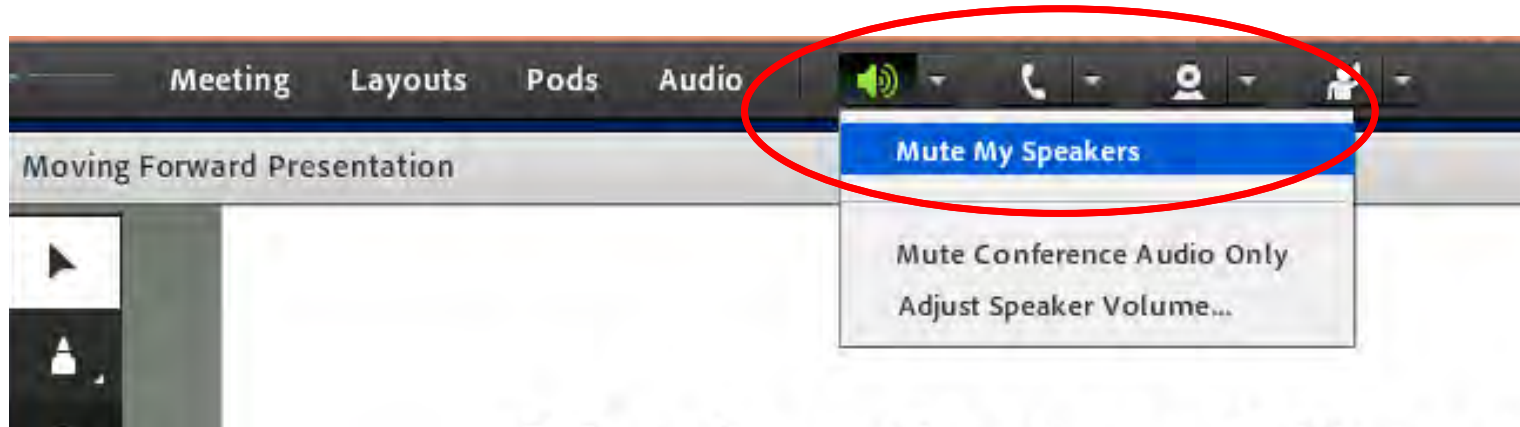 Meeting Layouts Pods Audio
Mute My Speakers
Moving Forward Presentation
Mute Conference Audio Only
Adjust Speaker Volume...